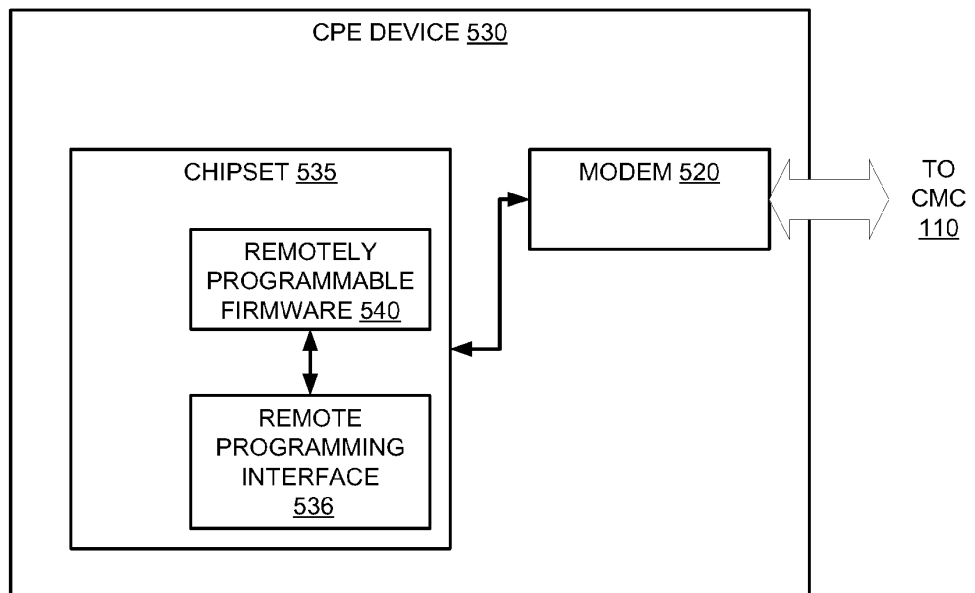 CPE DEVICE 530
CHIPSET 535
REMOTELY
PROGRAMMABLE
FIRMWARE 540
REMOTE
PROGRAMMING
INTERFACE
536
MODEM 520
TO
CMC
110